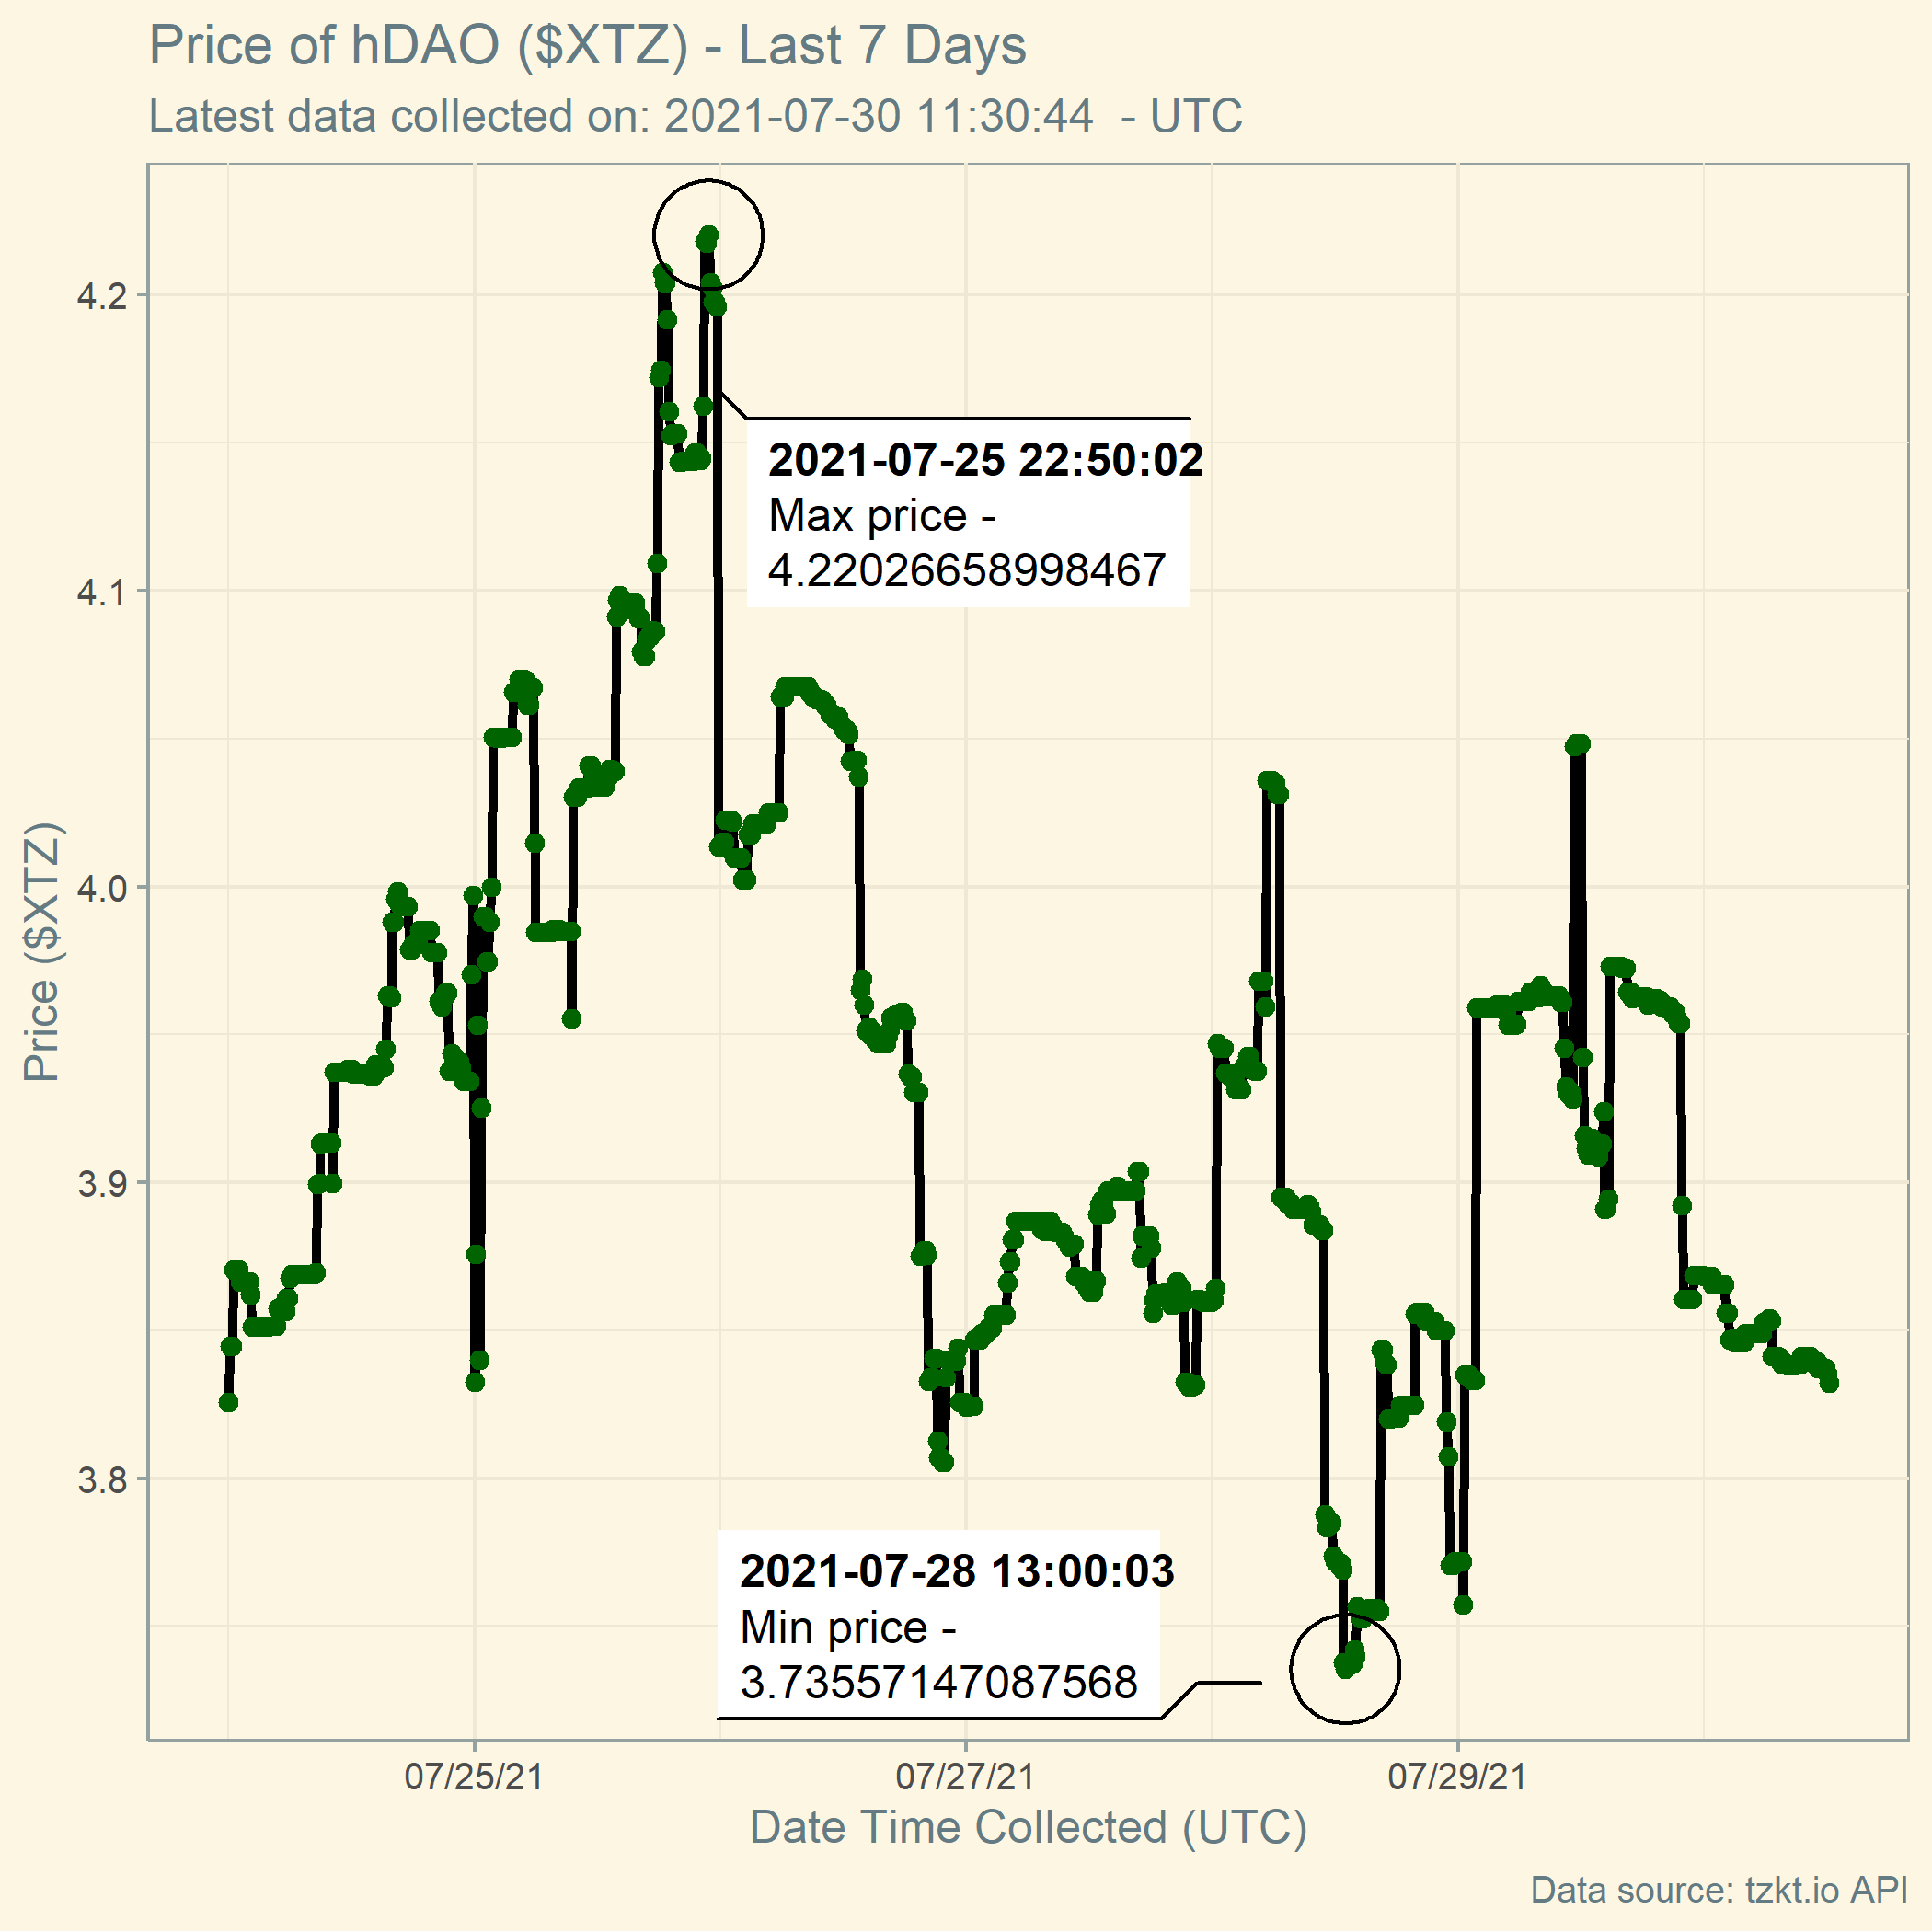 Price of hDAO ($XTZ) - Last 7 Days
Latest data collected on: 2021-07-30 11:30:44  - UTC
4.2
2021-07-25 22:50:02
Max price -
4.22026658998467
4.1
Price ($XTZ)
4.0
3.9
3.8
2021-07-28 13:00:03
Min price -
3.73557147087568
07/25/21
07/27/21
07/29/21
Date Time Collected (UTC)
Data source: tzkt.io API